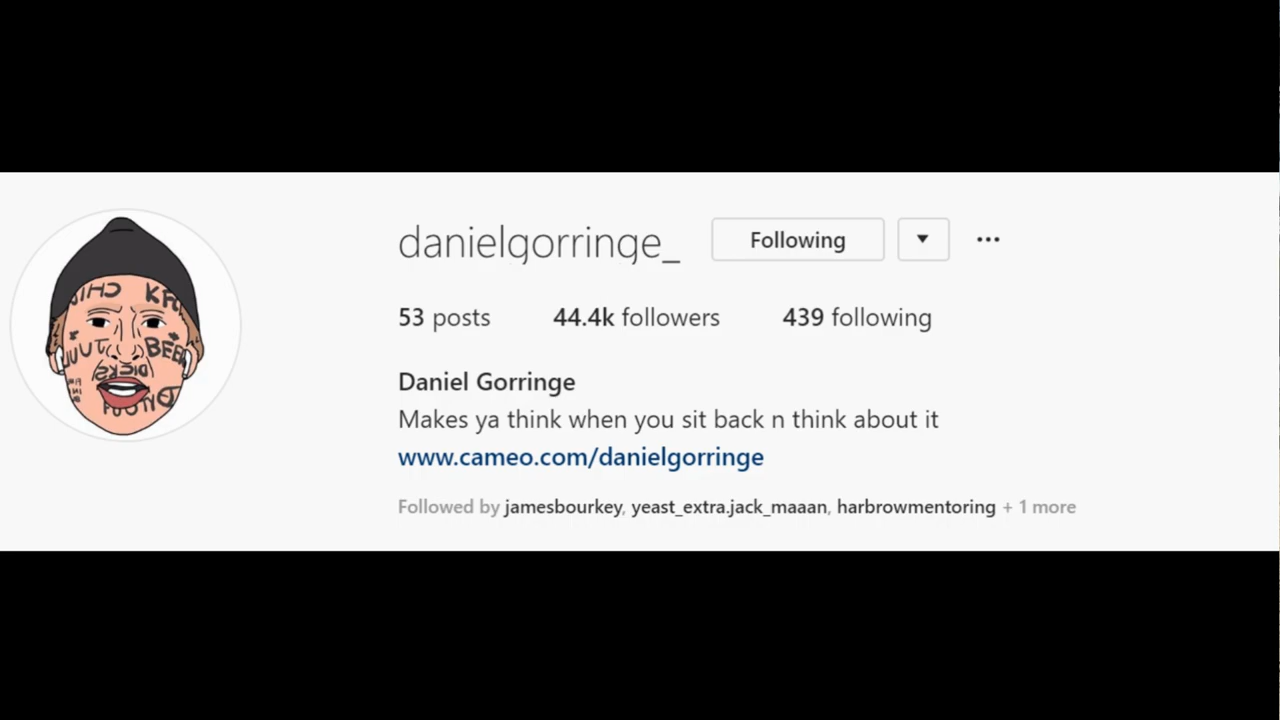 danielgorringe_ Following
53 posts 44.4k followers 439 following
Daniel Gorringe
Makes ya think when you sit back n think about it
www.cameo.com/danielgorringe
Followed by jamesbourkey, yeast_extra.jack_maaan, harbrowmentoring + 1 more